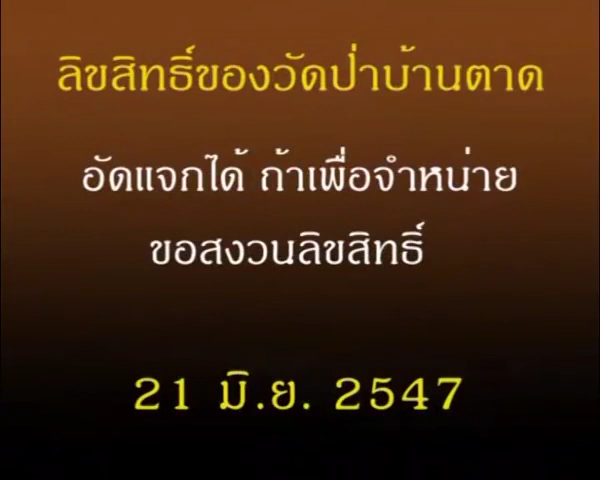 ลิขสิทธิ์ของวัดป่าบ้านตาด
อัดแจกได้ ถ้าเพื่อจำหน่าย
ขอสงวนลิขสิทธิ์
21 มิ.ย. 2547